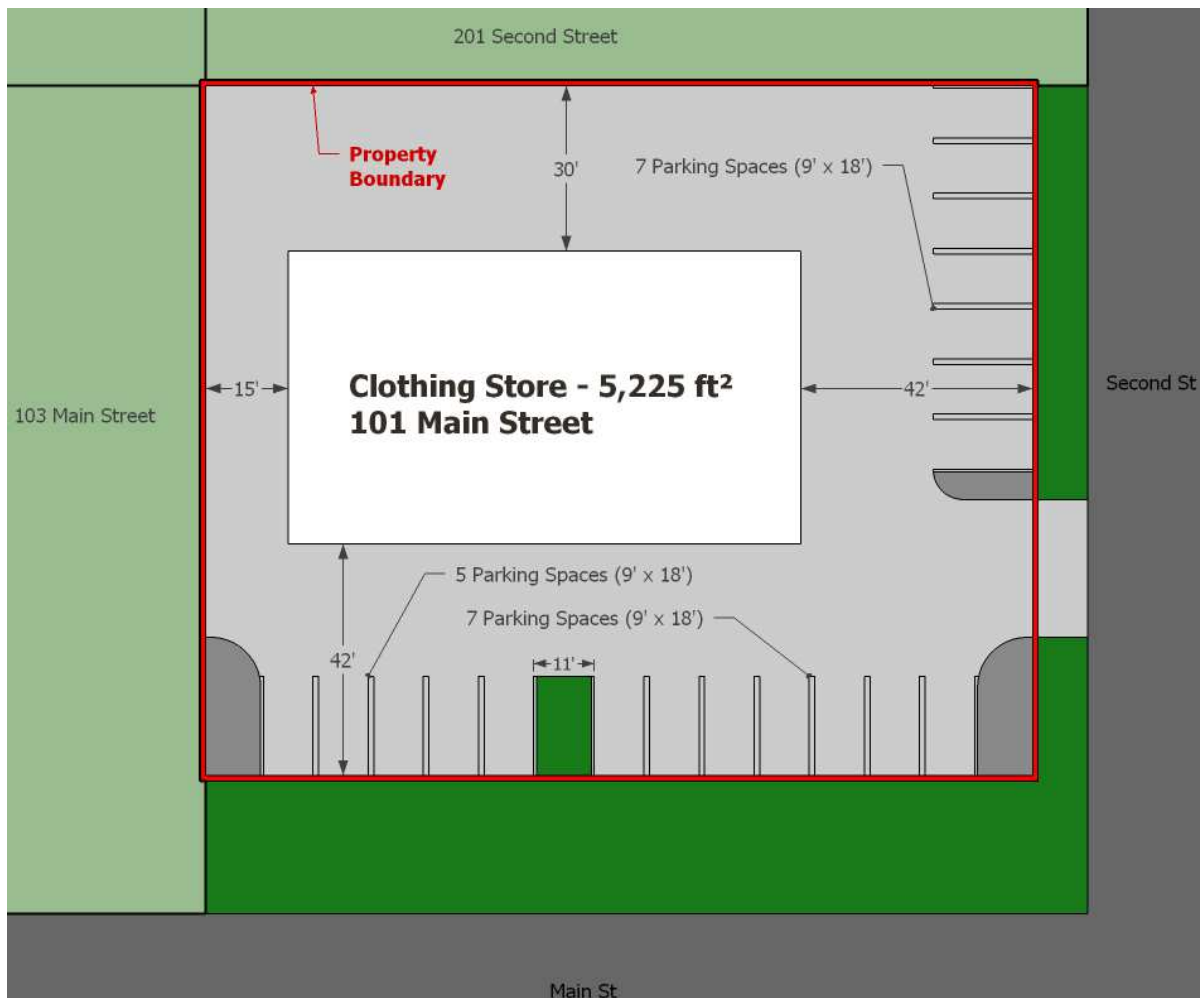 201 Second Street
Property
Boundary
30'
7 Parking Spaces (9' x 18')
Clothing Store - 5,225 ft²
101 Main Street
15'
42'
Second St
103 Main Street
5 Parking Spaces (9' x 18')
7 Parking Spaces (9' x 18')
42'
11'
Main St